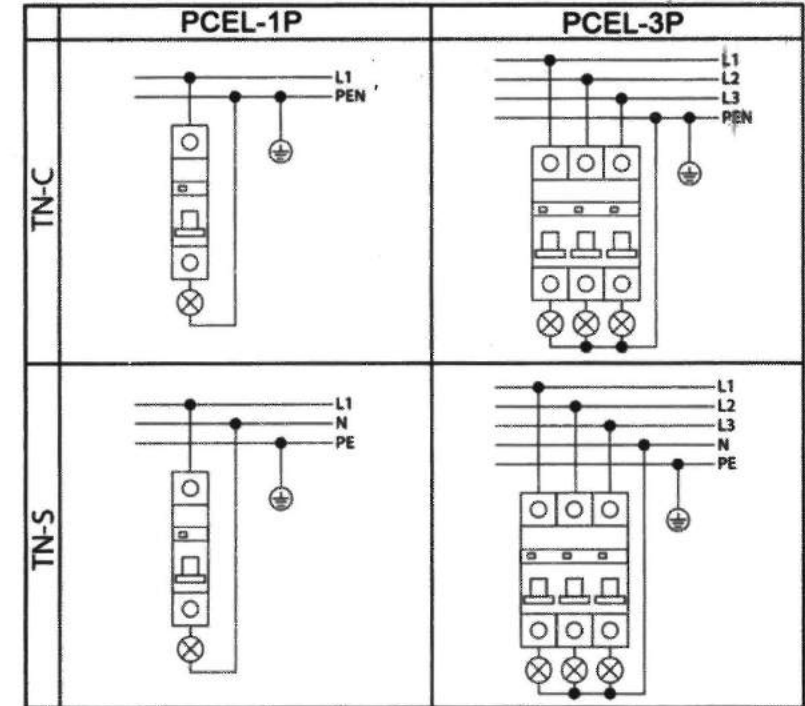 PCEL-1P
PCEL-3P
TN-C
L1
PEN
L1
L2
L3
PEN
TN-S
L1
N
PE
L1
L2
L3
N
PE